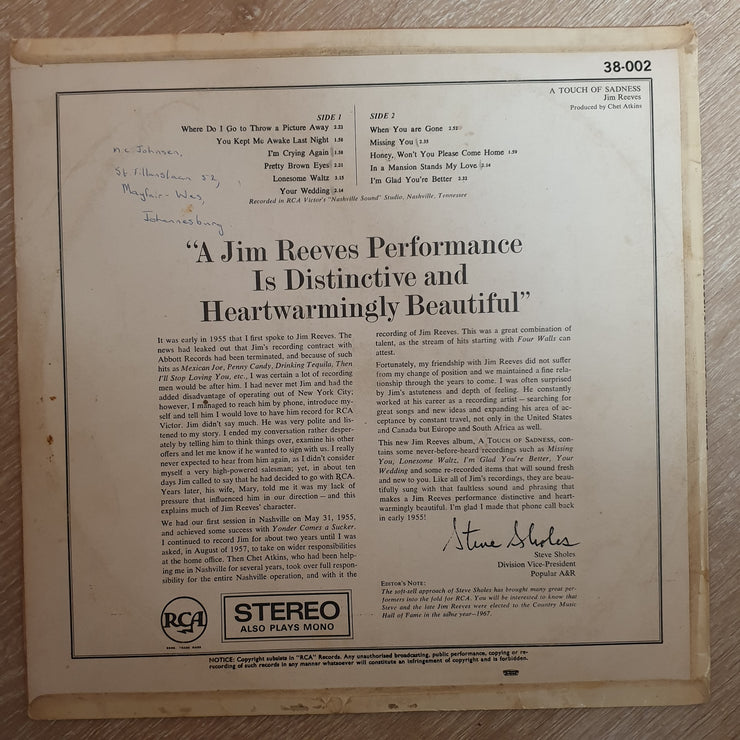 38-002
A TOUCH OF SADNESS
Jim Reeves
Produced by Chet Atkins
SIDE 1
Where Do I Go to Throw a Picture Away 2.23
You Kept Me Awake Last Night 1.50
I'm Crying Again
Pretty Brown Eyes 2.21
Lonesome Waltz 2.15
Your Wedding 2.14
SIDE 2
When You are Gone 2.52
Missing You 2.35
Honey, Won't You Please Come Home 1.59
In a Mansion Stands My Love 2.14
I'm Glad You're Better 2.32
Recorded in RCA Victor's "Nashville Sound" Studio, Nashville, Tennessee
n.c. Johnsen,
52,
Mayfair-Wes,
Johannesburg
"A Jim Reeves Performance
Is Distinctive and
Heartwarmingly Beautiful"
It was early in 1955 that I first spoke to Jim Reeves. The
news had leaked out that Jim's recording contract with
Abbott Records had been terminated, and because of such
hits as Mexican Joe, Penny Candy, Drinking Tequila, Then
I'll Stop Loving You, etc., I was certain a lot of recording
men would be after him. I had never met Jim and had the
added disadvantage of operating out of New York City;
however, I managed to reach him by phone, introduce my-
self and tell him I would love to have him record for RCA
Victor. Jim didn't say much. He was very polite and lis-
tened to my story. I ended my conversation rather desper-
ately by telling him to think things over, examine his other
offers and let me know if he wanted to sign with us. I really
never expected to hear from him again, as I didn't consider
myself a very high-powered salesman; yet, in about ten
days Jim called to say that he had decided to go with RCA.
Years later, his wife, Mary, told me it was my lack of
pressure that influenced him in our direction – and this
explains much of Jim Reeves' character.
We had our first session in Nashville on May 31, 1955,
and achieved some success with Yonder Comes a Sucker.
I continued to record Jim for about two years until I was
asked, in August of 1957, to take on wider responsibilities
at the home office. Then Chet Atkins, who had been help-
ing me in Nashville for several years, took over full respon-
sibility for the entire Nashville operation, and with it the
recording of Jim Reeves. This was a great combination of
talent, as the stream of hits starting with Four Walls can
attest.
Fortunately, my friendship with Jim Reeves did not suffer
from my change of position and we maintained a fine rela-
tionship through the years to come. I was often surprised
by Jim's astuteness and depth of feeling. He constantly
worked at his career as a recording artist – searching for
great songs and new ideas and expanding his area of ac-
ceptance by constant travel, not only in the United States
and Canada but Europe and South Africa as well.
This new Jim Reeves album, A TOUCH OF SADNESS, con-
tains some never-before-heard recordings such as Missing
You, Lonesome Waltz, I'm Glad You're Better, Your
Wedding and some re-recorded items that will sound fresh
and new to you. Like all of Jim's recordings, they are beau-
tifully sung with that faultless sound and phrasing that
makes a Jim Reeves performance distinctive and heart-
warmingly beautiful. I'm glad I made that phone call back
in early 1955!
Steve Sholes
Steve Sholes
Division Vice-President
Popular A&R
EDITOR'S NOTE:
The soft-sell approach of Steve Sholes has brought many great per-
formers into the fold for RCA. You will be interested to know that
Steve and the late Jim Reeves were elected to the Country Music
Hall of Fame in the same year–1967.
RCA
STEREO
ALSO PLAYS MONO
NOTICE: Copyright subsists in "RCA" Records. Any unauthorised broadcasting, public performance, copying or re-
recording of such records in any manner whatsoever will constitute an infringement of copyright and is forbidden.